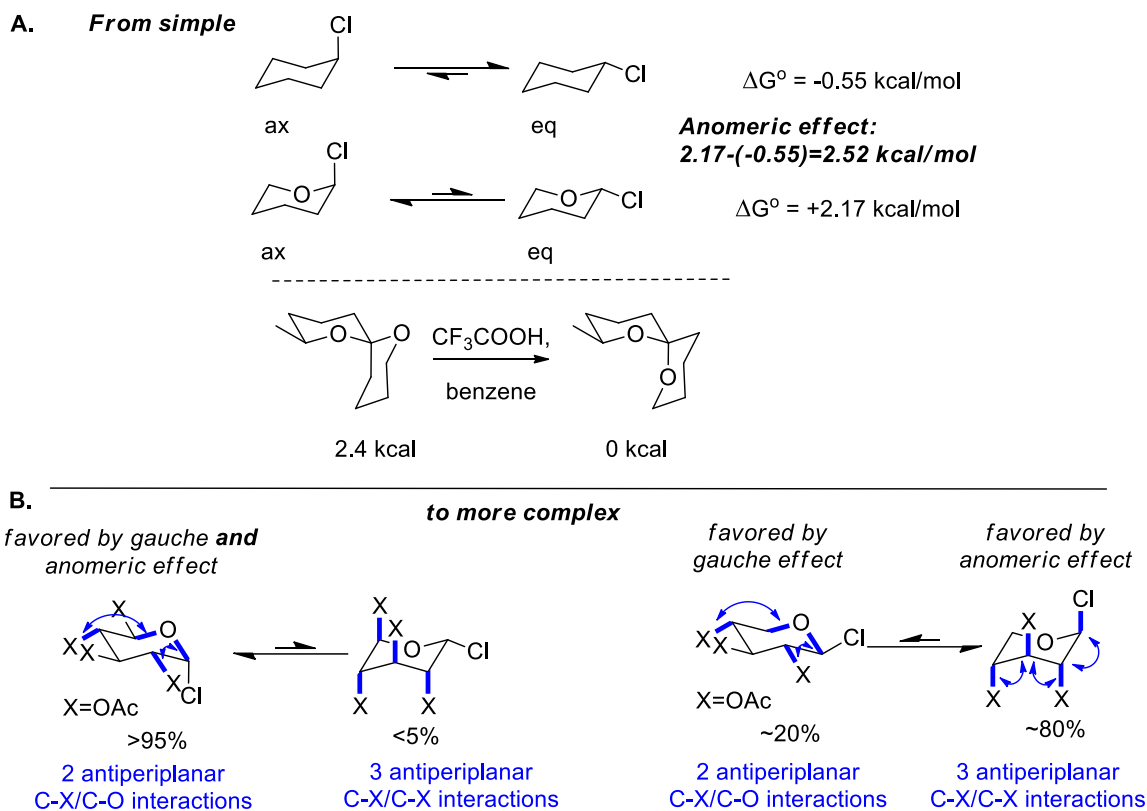 A. From simple
Cl
Cl
ax
eq
ΔGº = -0.55 kcal/mol
Anomeric effect:
2.17-(-0.55)=2.52 kcal/mol
Cl
O
O
Cl
ax
eq
ΔGº = +2.17 kcal/mol
O
O
CF₃COOH,
benzene
O
O
2.4 kcal
0 kcal
B.
to more complex
favored by gauche and
anomeric effect
favored by
gauche effect
favored by
anomeric effect
X
O
X
X
X
Cl
X=OAc
>95%
X
X
O
Cl
X
X
<5%
O
X
X
X
Cl
X=OAc
~20%
Cl
X
O
X
X
~80%
2 antiperiplanar
C-X/C-O interactions
3 antiperiplanar
C-X/C-X interactions
2 antiperiplanar
C-X/C-O interactions
3 antiperiplanar
C-X/C-X interactions